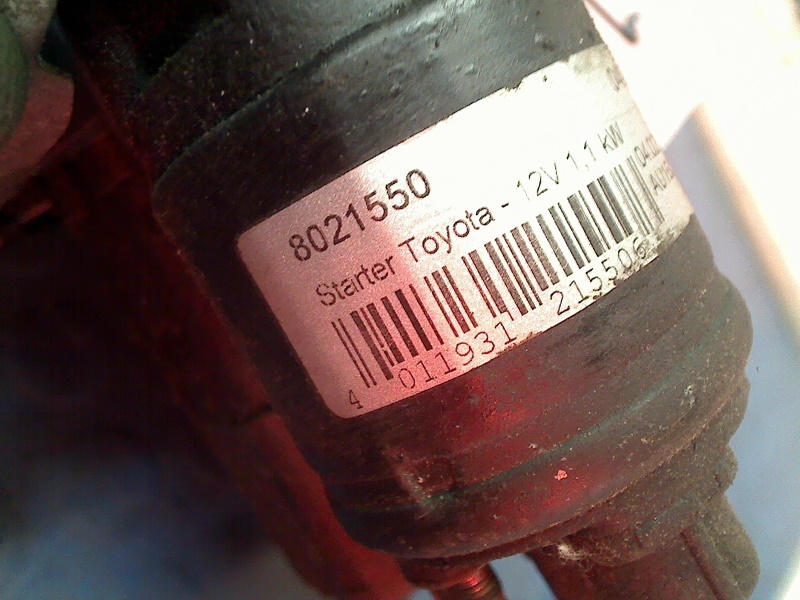 8021550
Starter Toyota - 12V 1,1 kW
4 011931 215506